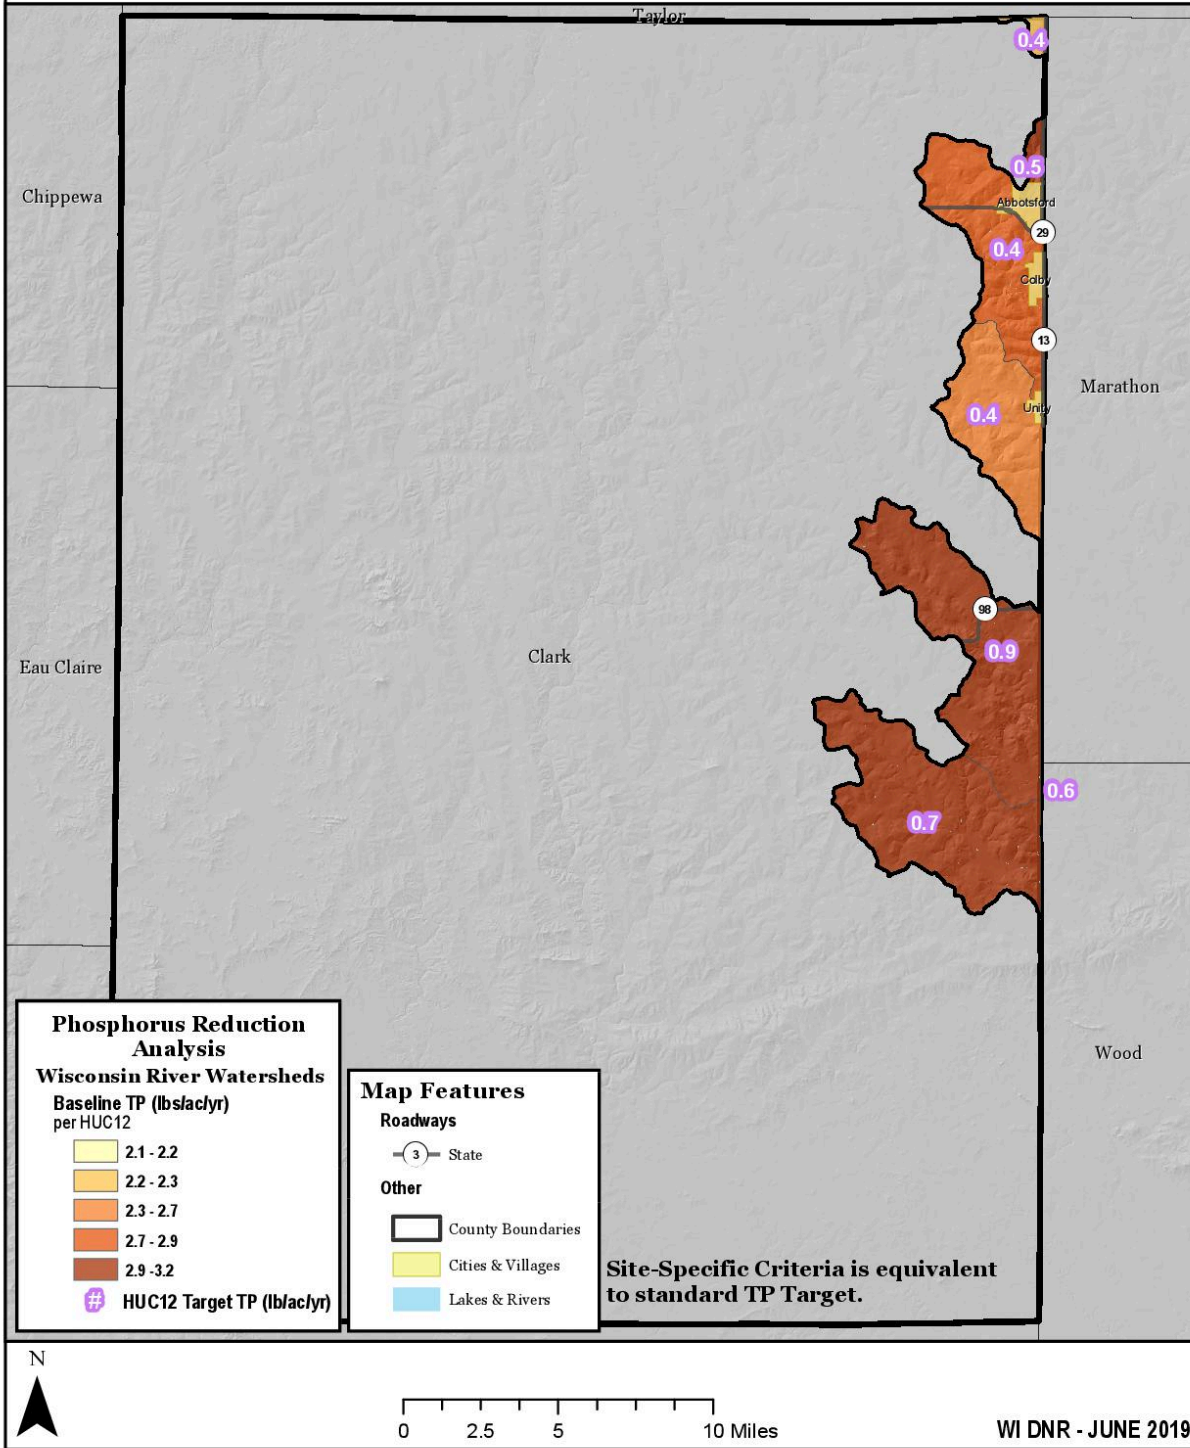 Taylor
0.4
Chippewa
0.5
Abbotsford
29
0.4
Colby
13
Marathon
0.4
Unity
98
0.9
Eau Claire
Clark
0.6
0.7
Wood
Phosphorus Reduction
Analysis
Wisconsin River Watersheds
Baseline TP (lbs/ac/yr)
per HUC12
2.1 - 2.2
2.2 - 2.3
2.3 - 2.7
2.7 - 2.9
2.9 -3.2
# HUC12 Target TP (lb/ac/yr)
Map Features
Roadways
3 State
Other
County Boundaries
Cities & Villages
Lakes & Rivers
Site-Specific Criteria is equivalent
to standard TP Target.
N
0 2.5 5 10 Miles
WI DNR - JUNE 2019